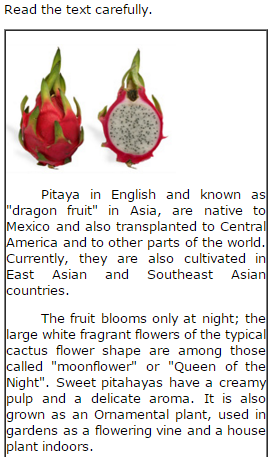 Read the text carefully.
Pitaya in English and known as
"dragon fruit" in Asia, are native to
Mexico and also transplanted to Central
America and to other parts of the world.
Currently, they are also cultivated in
East Asian and Southeast Asian
countries.
The fruit blooms only at night; the
large white fragrant flowers of the typical
cactus flower shape are among those
called "moonflower" or "Queen of the
Night". Sweet pitahayas have a creamy
pulp and a delicate aroma. It is also
grown as an Ornamental plant, used in
gardens as a flowering vine and a house
plant indoors.